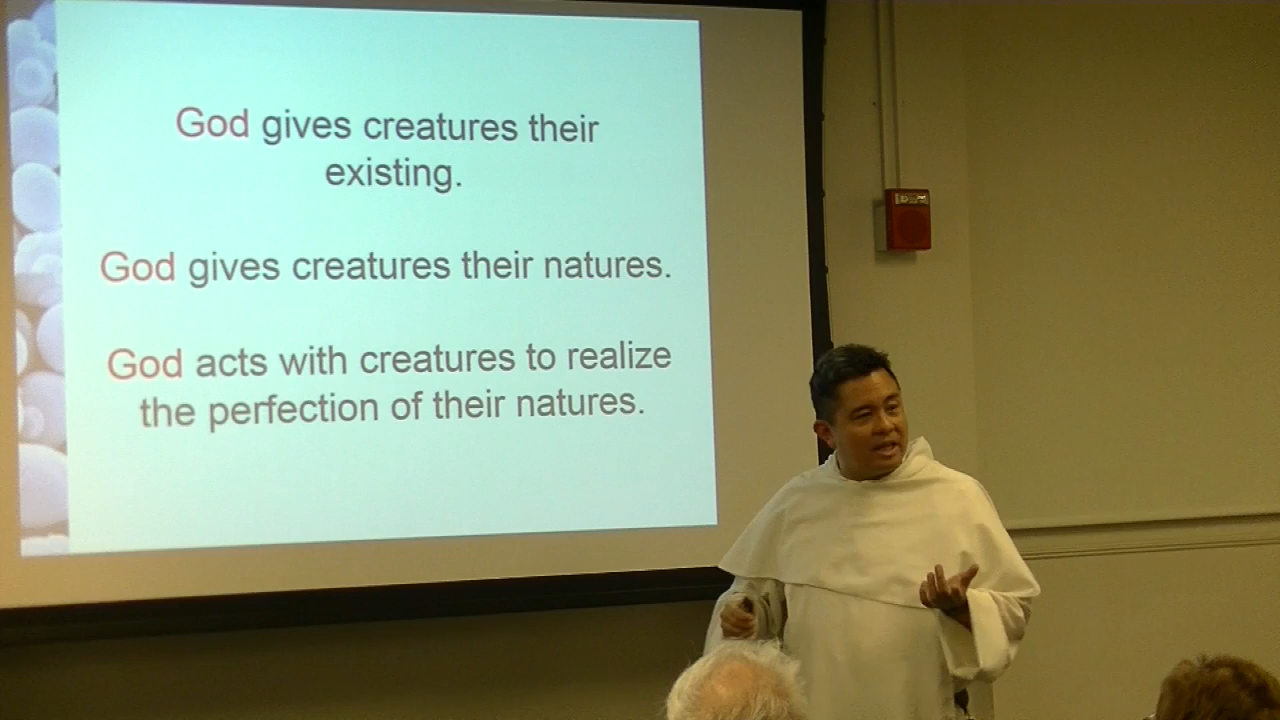 God gives creatures their
existing.
God gives creatures their natures.
God acts with creatures to realize
the perfection of their natures.